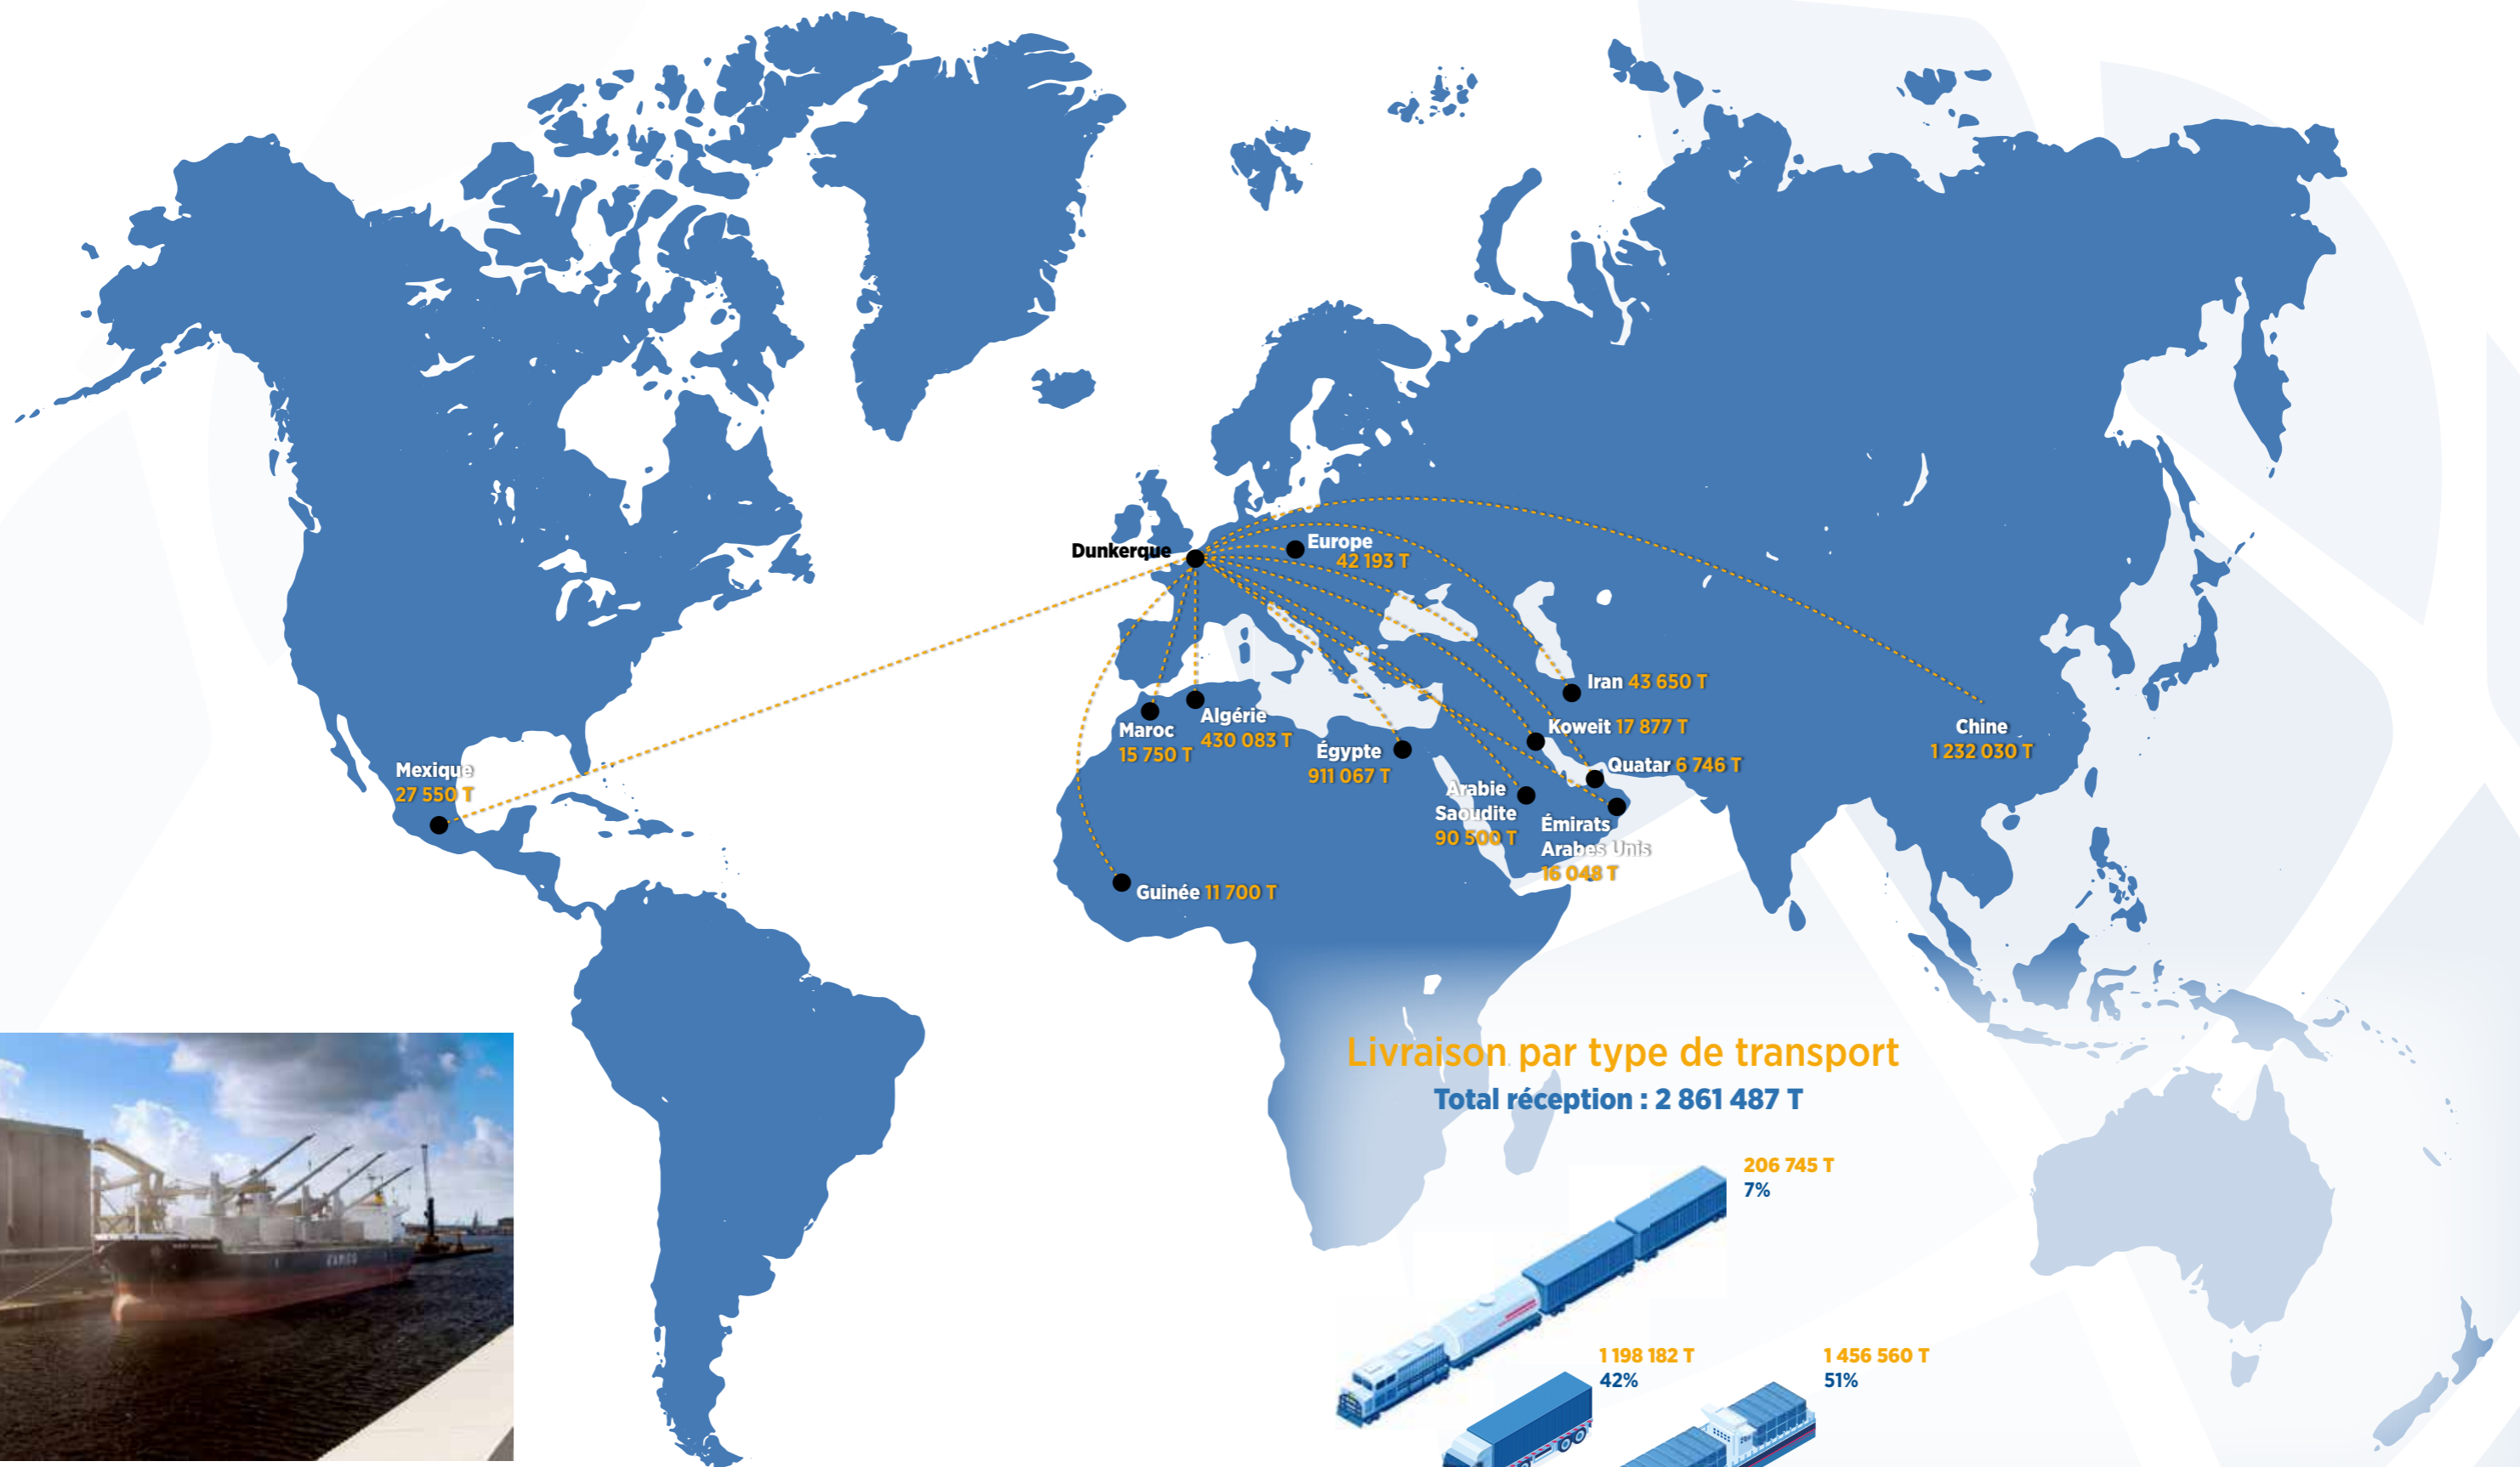 Dunkerque
Europe
42 193 T
Iran 43 650 T
Koweit 17 877 T
Quatar 6 746 T
Chine
1 232 030 T
Maroc
15 750 T
Algérie
430 083 T
Égypte
911 067 T
Arabie
Saoudite
90 500 T
Émirats
Arabes Unis
16 048 T
Mexique
27 550 T
Guinée 11 700 T
Livraison par type de transport
Total réception : 2 861 487 T
206 745 T
7%
1 198 182 T
42%
1 456 560 T
51%